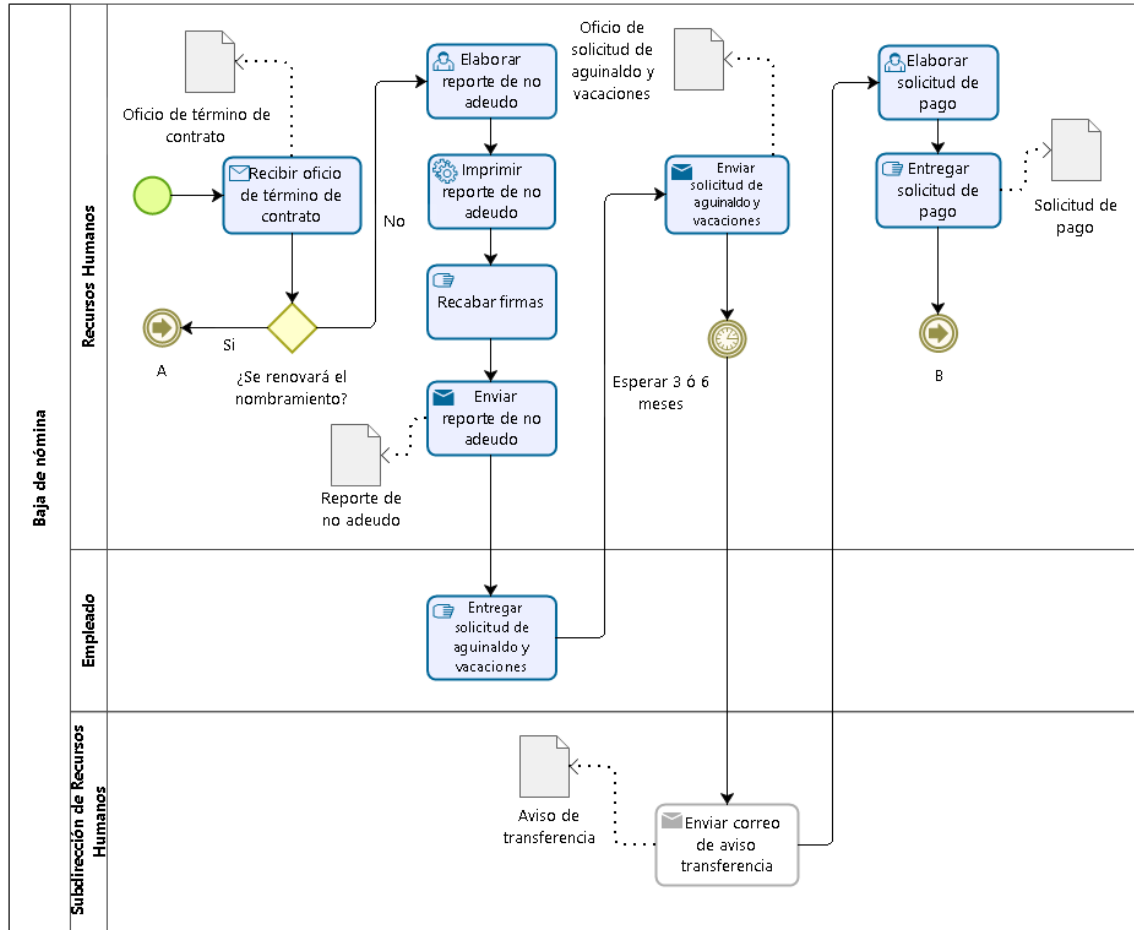 Baja de nómina
Recursos Humanos
Oficio de término de
contrato
Recibir oficio
de término de
contrato
¿Se renovará el
nombramiento?
Si
No
A
Elaborar
reporte de no
adeudo
Imprimir
reporte de no
adeudo
Recabar firmas
Enviar
reporte de no
adeudo
Reporte de
no adeudo
Oficio de
solicitud de
aguinaldo y
vacaciones
Enviar
solicitud de
aguinaldo y
vacaciones
Esperar 3 ó 6
meses
Elaborar
solicitud de
pago
Entregar
solicitud de
pago
Solicitud de
pago
B
Empleado
Entregar
solicitud de
aguinaldo y
vacaciones
Subdirección de Recursos
Humanos
Aviso de
transferencia
Enviar correo
de aviso
transferencia